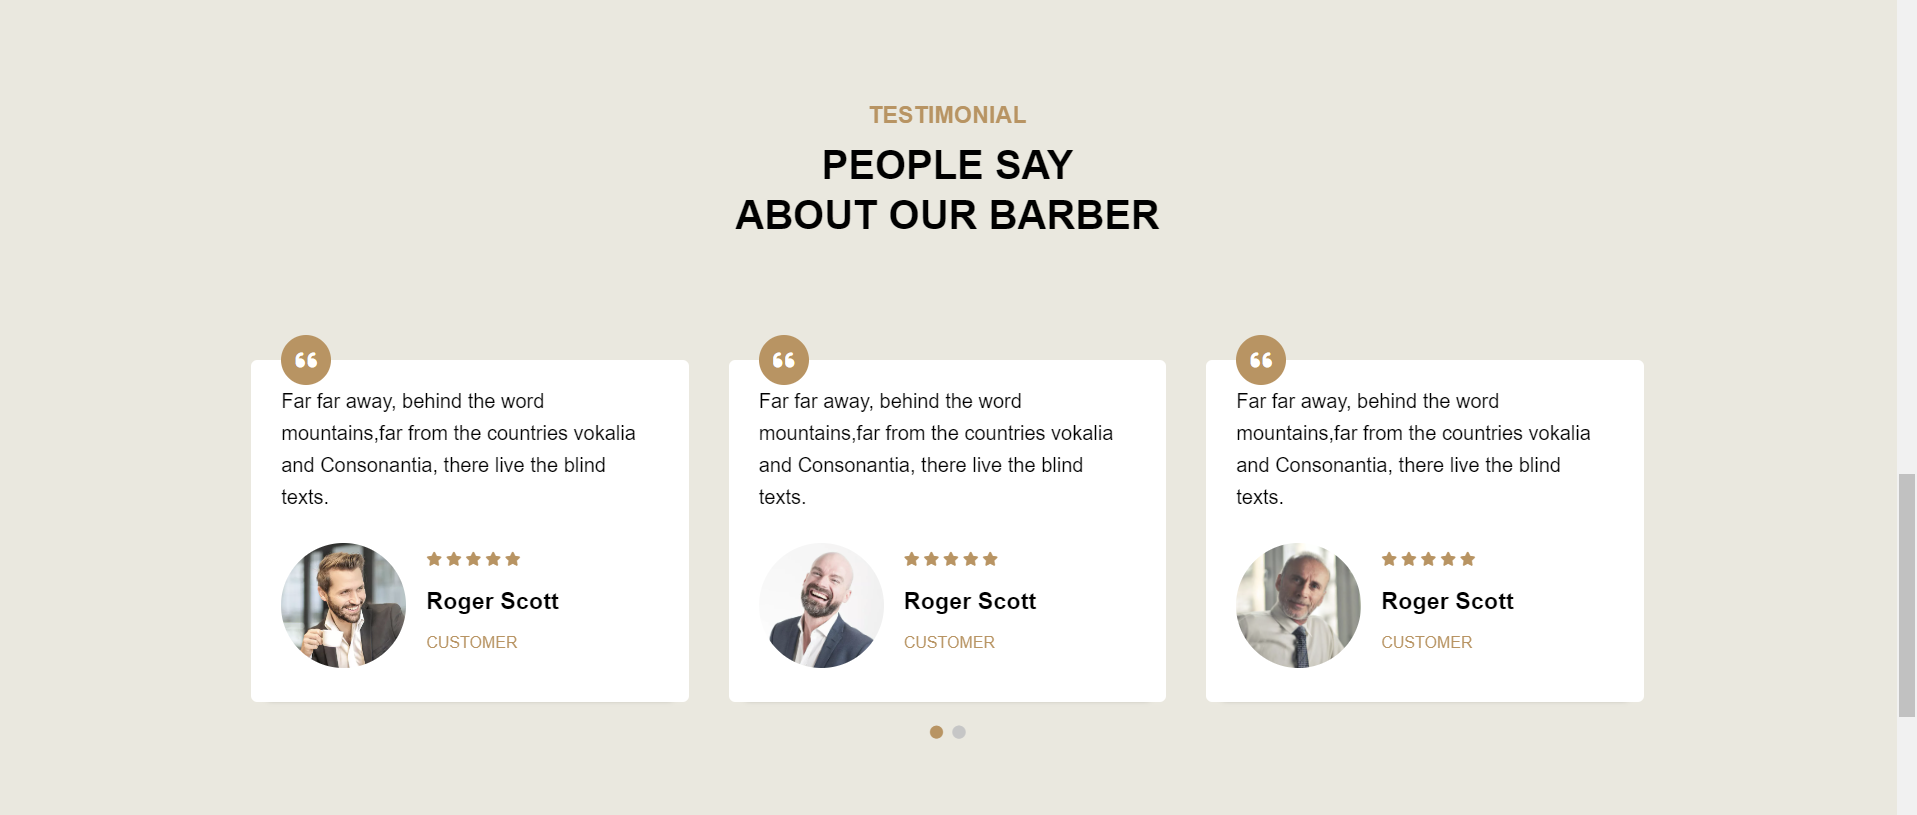 TESTIMONIAL
PEOPLE SAY
ABOUT OUR BARBER
Far far away, behind the word
mountains,far from the countries vokalia
and Consonantia, there live the blind
texts.
Roger Scott
CUSTOMER
Far far away, behind the word
mountains,far from the countries vokalia
and Consonantia, there live the blind
texts.
Roger Scott
CUSTOMER
Far far away, behind the word
mountains,far from the countries vokalia
and Consonantia, there live the blind
texts.
Roger Scott
CUSTOMER